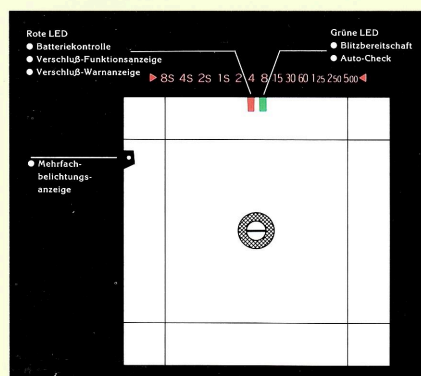 Rote LED
● Batteriekontrolle
● Verschluß-Funktionsanzeige
● Verschluß-Warnanzeige
Grüne LED
● Blitzbereitschaft
● Auto-Check
▶ 8S 4S 2S 1S 2 4 8 15 30 60 125 250 500 ◀
● Mehrfach-
belichtungs-
anzeige